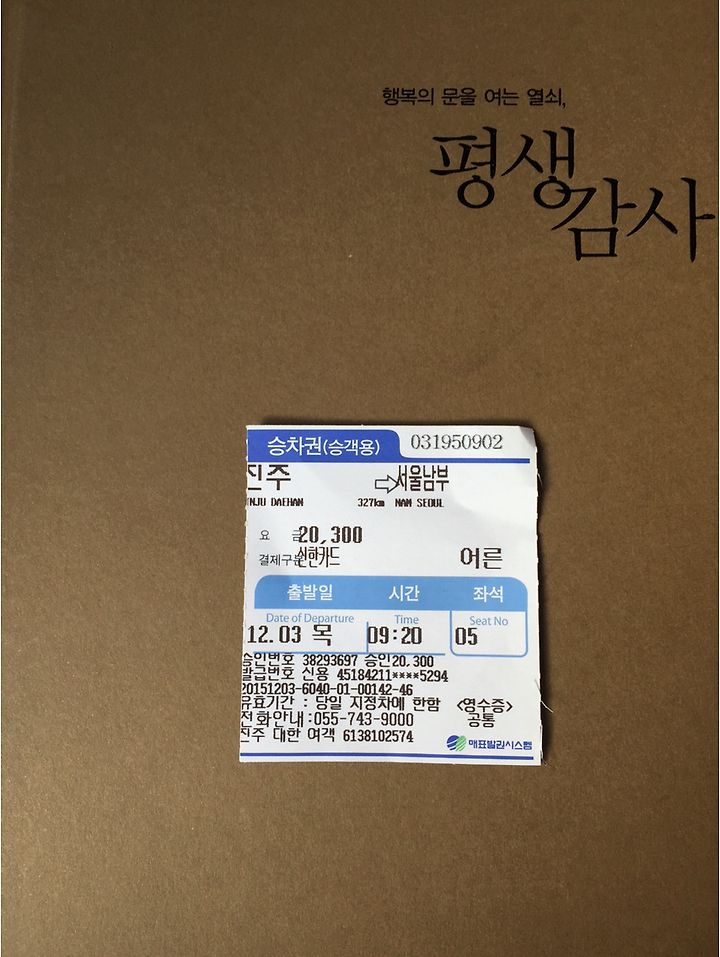 행복의 문을 여는 열쇠,
평생
감사
승차권(승객용) 031950902
진주 ⇨서울남부
NJU DAEHAN 327km NAM SEOUL
요 금 20,300
결제구분 신한카드 어른
출발일 시간 좌석
Date of Departure Time Seat No
12.03 목 09:20 05
승인번호 38293697 승인20,300
발급번호 신용 45184211****5294
20151203-6040-01-00142-46
유효기간 : 당일 지정차에 한함 <영수증>
전화안내:055-743-9000 공통
진주 대한 여객 6138102574
매표발권시스템